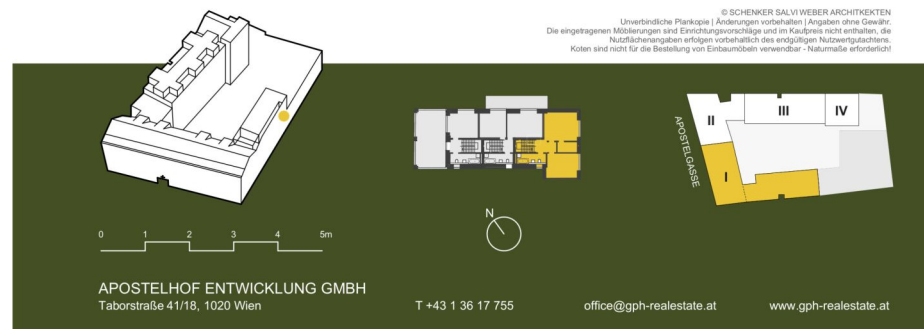 © SCHENKER SALVI WEBER ARCHITKEKTEN
Unverbindliche Plankopie | Änderungen vorbehalten | Angaben ohne Gewähr.
Die eingetragenen Möblierungen sind Einrichtungsvorschläge und im Kaufpreis nicht enthalten, die
Nutzflächenangaben erfolgen vorbehaltlich des endgültigen Nutzwertgutachtens.
Koten sind nicht für die Bestellung von Einbaumöbeln verwendbar - Naturmaße erforderlich!
II
III
IV
APOSTELGASSE
I
N
0 1 2 3 4 5m
APOSTELHOF ENTWICKLUNG GMBH
Taborstraße 41/18, 1020 Wien
T +43 1 36 17 755
office@gph-realestate.at
www.gph-realestate.at